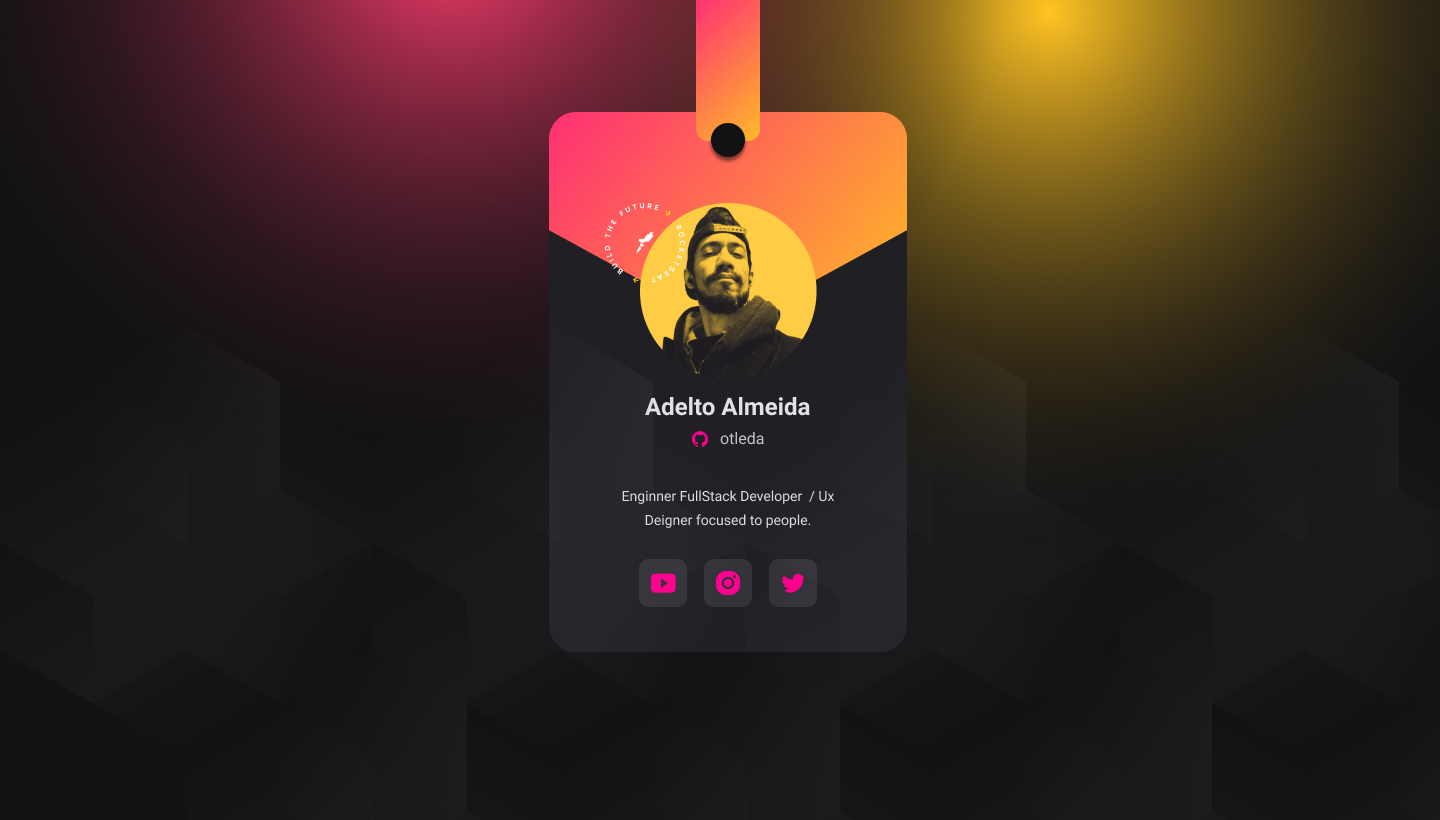 BUILD THE FUTURE → ROCKETSEAT →
Adelto Almeida
otleda
Enginner FullStack Developer / Ux
Deigner focused to people.